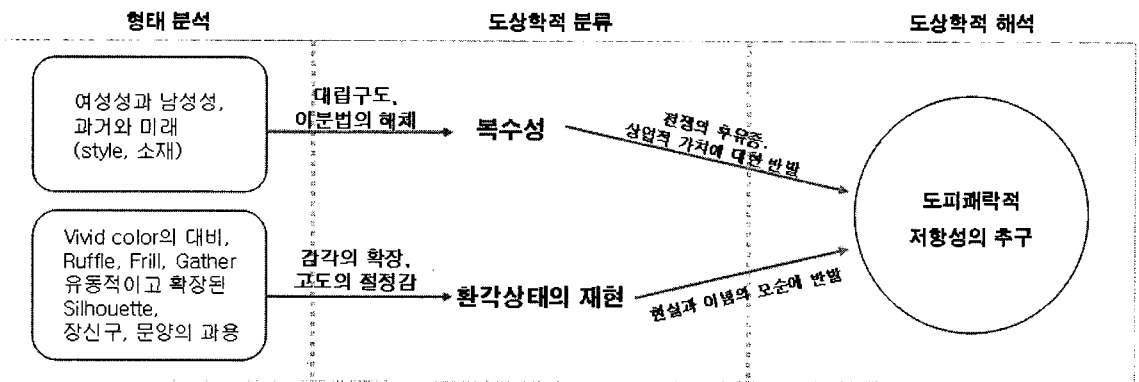 형태 분석
도상학적 분류
도상학적 해석
여성성과 남성성,
과거와 미래
(style, 소재)
대립구도,
이분법의 해체
복수성
전쟁의 후유증,
상업적 가치에 대한 반발
도피쾌락적
저항성의 추구
Vivid color의 대비,
Ruffle, Frill, Gather
유동적이고 확장된
Silhouette,
장신구, 문양의 과용
감각의 확장,
고도의 절정감
환각상태의 재현
현실과 이념의 모순에 반발